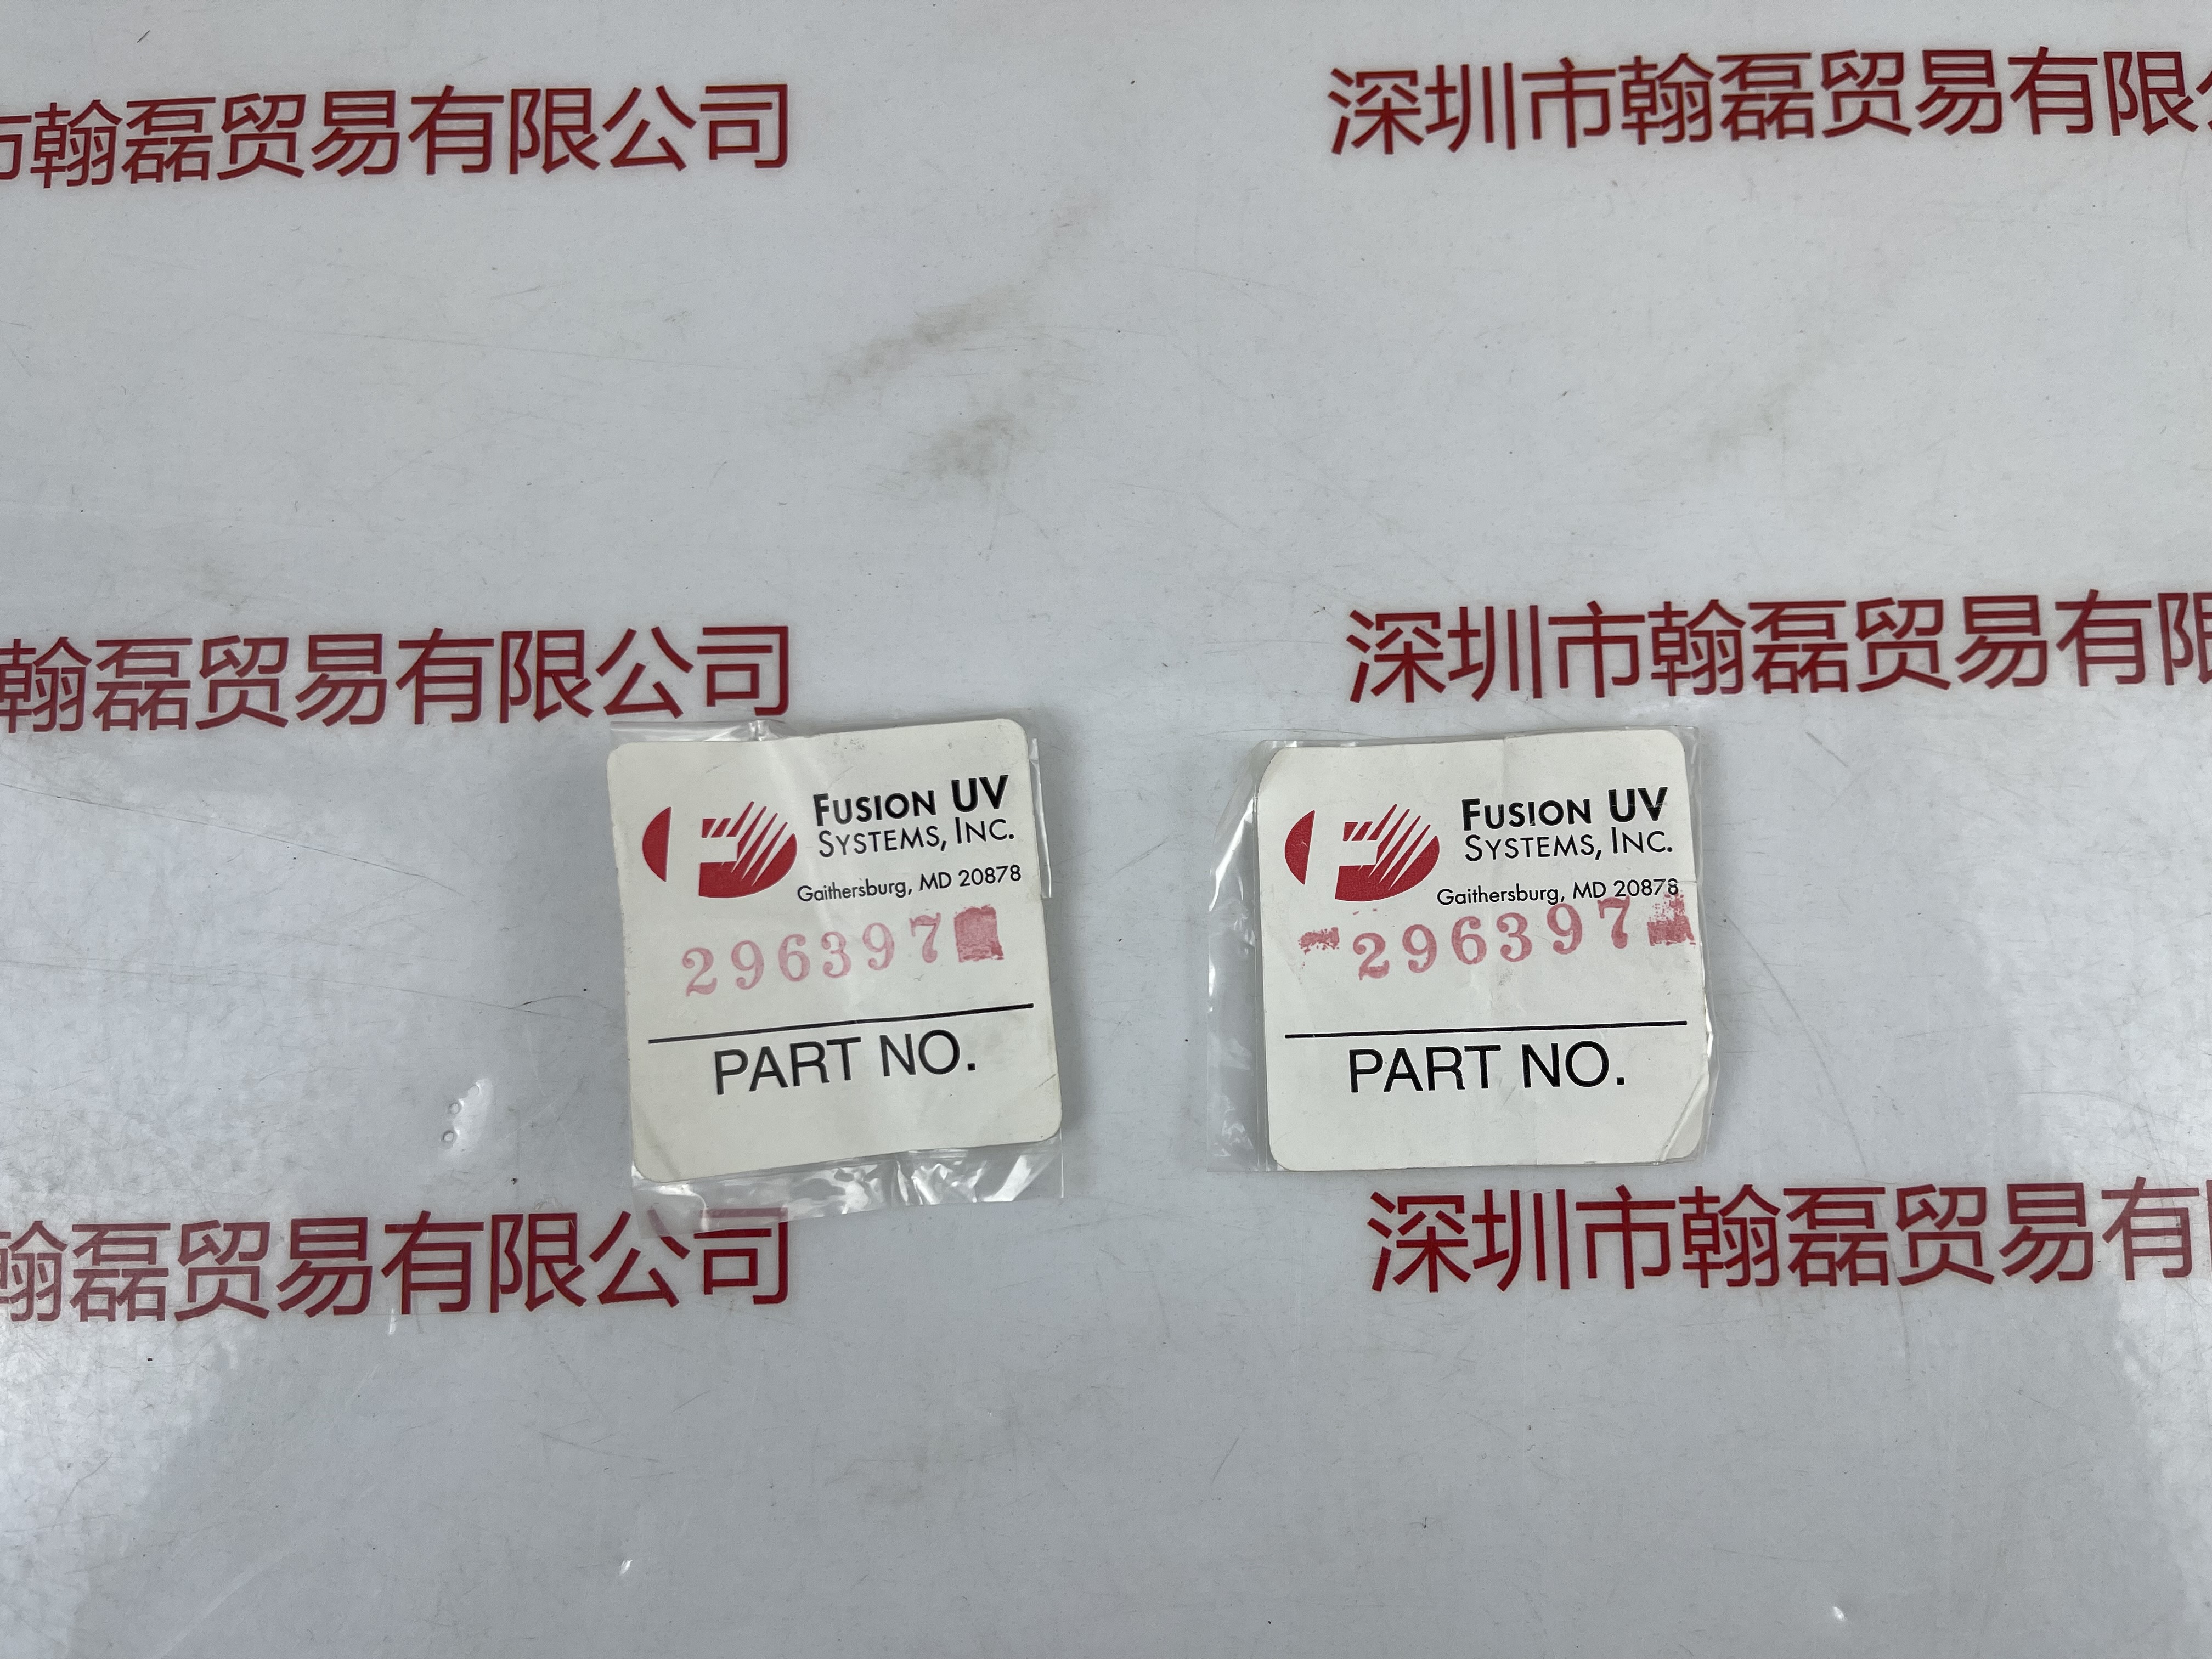 市翰磊贸易有限公司
深圳市翰磊贸易有限公
翰磊贸易有限公司
深圳市翰磊贸易有限
FUSION UV
SYSTEMS, INC.
Gaithersburg, MD 20878
296397
PART NO.
FUSION UV
SYSTEMS, INC.
Gaithersburg, MD 20878
296397
PART NO.
翰磊贸易有限公司
深圳市翰磊贸易有